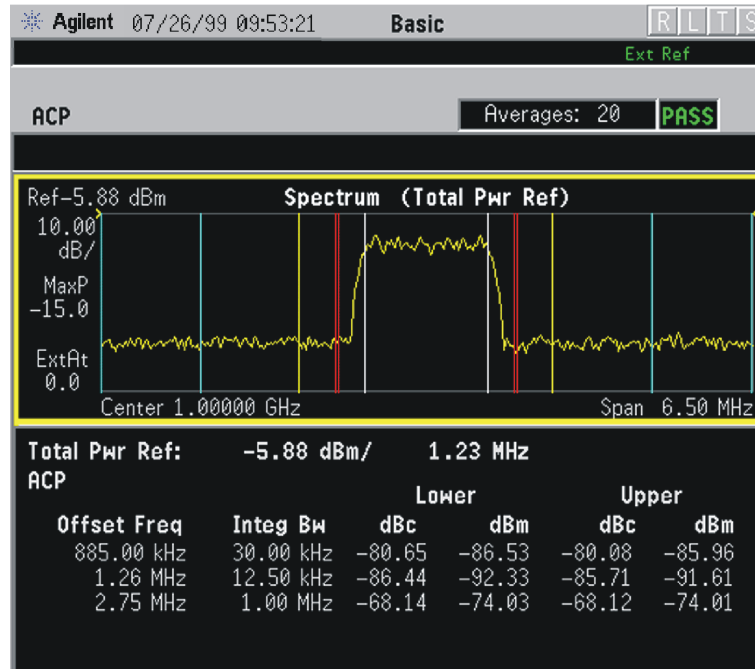 Agilent 07/26/99 09:53:21 Basic R L T S
Ext Ref
ACP Averages: 20 PASS
Ref-5.88 dBm Spectrum (Total Pwr Ref)
10.00
dB/
MaxP
-15.0
ExtAt
0.0
Center 1.00000 GHz Span 6.50 MHz
Total Pwr Ref: -5.88 dBm/ 1.23 MHz
ACP
Lower Upper
Offset Freq Integ Bw dBc dBm dBc dBm
885.00 kHz 30.00 kHz -80.65 -86.53 -80.08 -85.96
1.26 MHz 12.50 kHz -86.44 -92.33 -85.71 -91.61
2.75 MHz 1.00 MHz -68.14 -74.03 -68.12 -74.01